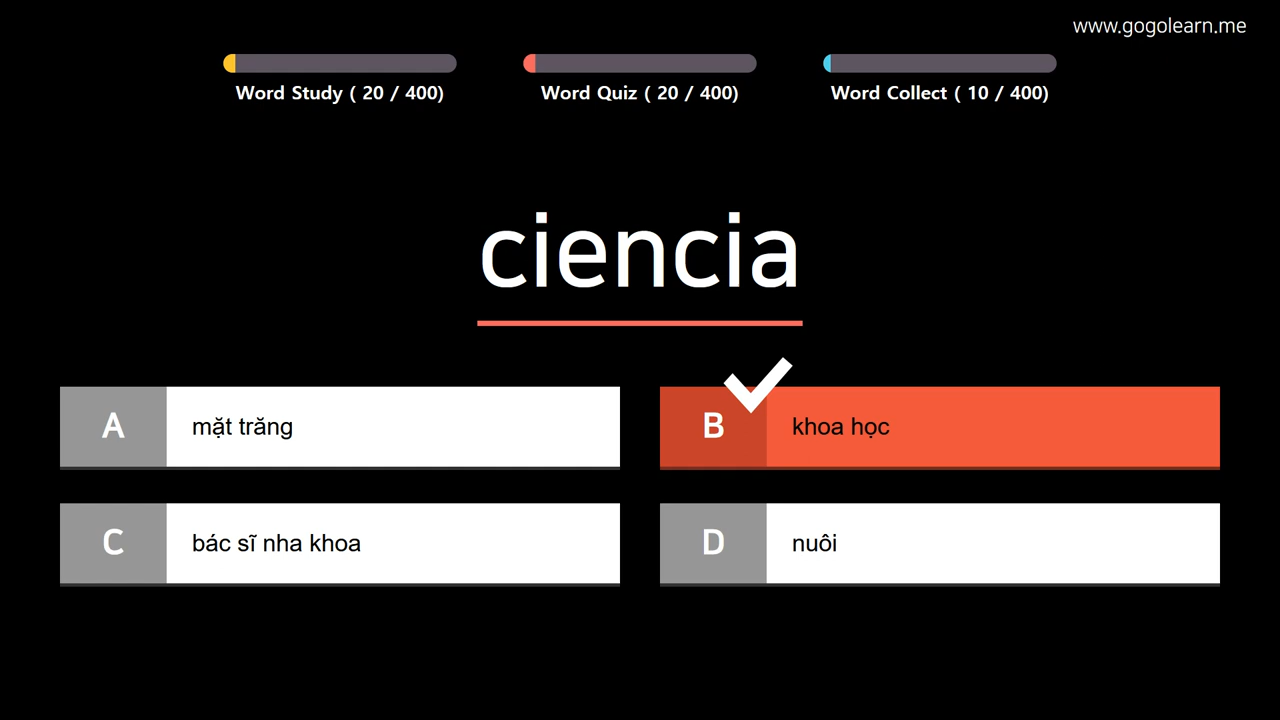 www.gogolearn.me
Word Study ( 20 / 400)
Word Quiz ( 20 / 400)
Word Collect ( 10 / 400)
ciencia
A mặt trăng
B khoa học
C bác sĩ nha khoa
D nuôi